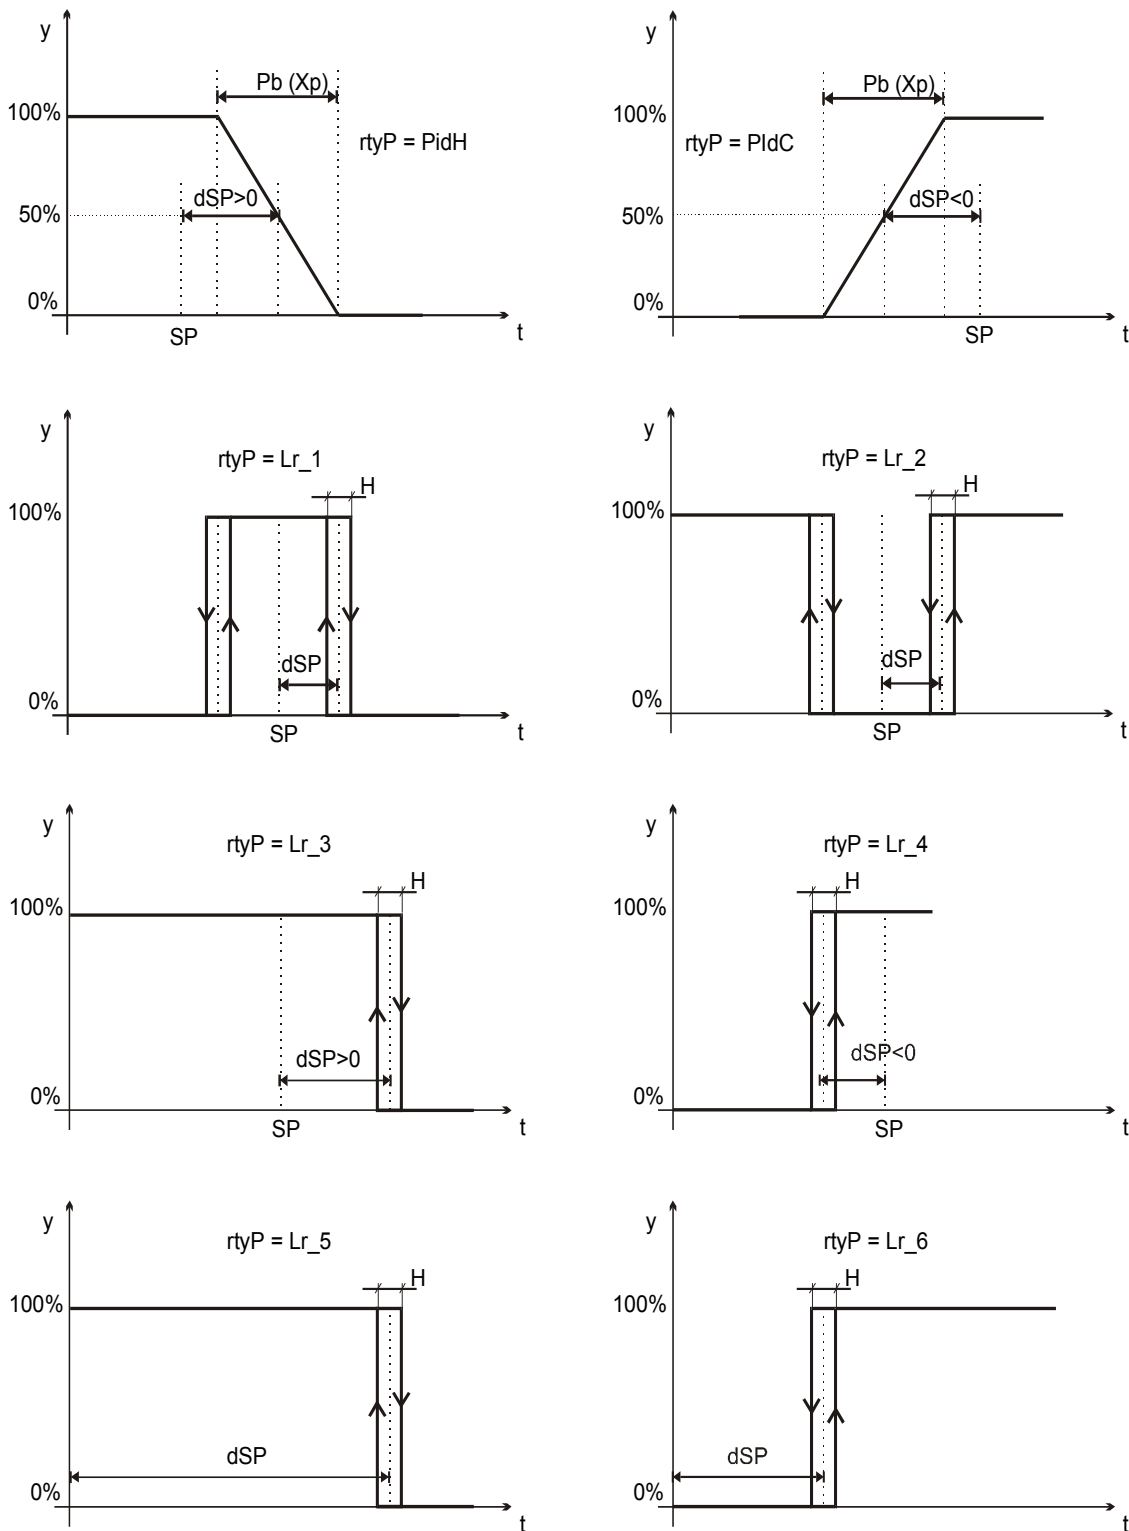 y
Pb (Xp)
100%
rtyP = PidH
dSP>0
50%
0%
SP
t
y
Pb (Xp)
100%
rtyP = PIdC
dSP<0
50%
0%
SP
t
y
rtyP = Lr_1
H
100%
dSP
0%
SP
t
y
rtyP = Lr_2
H
100%
dSP
0%
SP
t
y
rtyP = Lr_3
H
100%
dSP>0
0%
SP
t
y
rtyP = Lr_4
H
100%
dSP<0
0%
SP
t
y
rtyP = Lr_5
H
100%
dSP
0%
t
y
rtyP = Lr_6
H
100%
dSP
0%
t